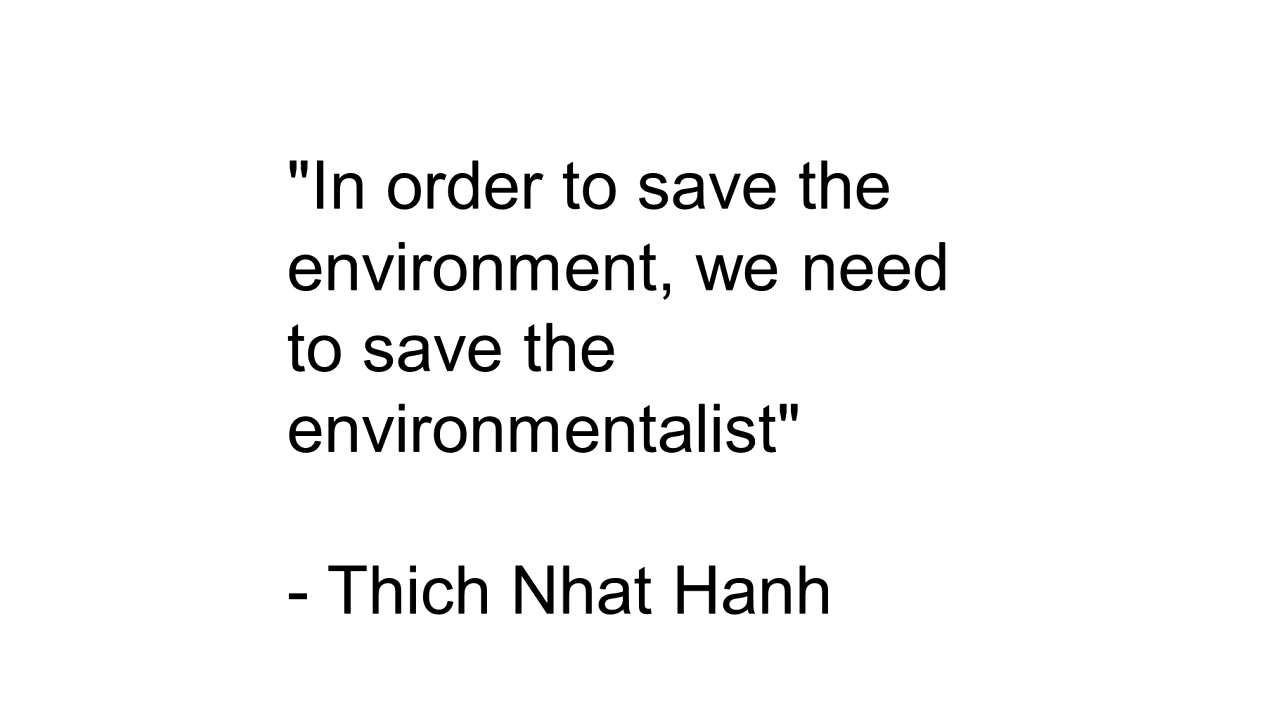 "In order to save the
environment, we need
to save the
environmentalist"
- Thich Nhat Hanh